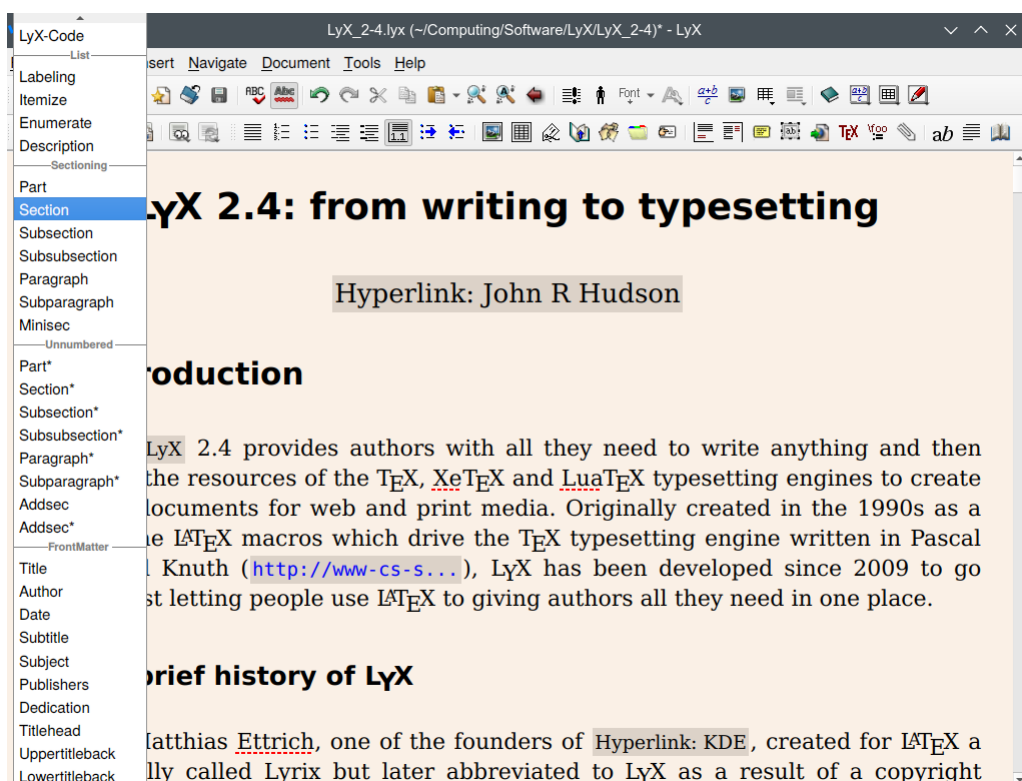 LyX_2-4.lyx (~/Computing/Software/LyX/LyX_2-4)* - LyX
sert Navigate Document Tools Help
LyX-Code
List
Labeling
Itemize
Enumerate
Description
Sectioning
Part
Section
Subsection
Subsubsection
Paragraph
Subparagraph
Minisec
Unnumbered
Part*
Section*
Subsection*
Subsubsection*
Paragraph*
Subparagraph*
Addsec
Addsec*
FrontMatter
Title
Author
Date
Subtitle
Subject
Publishers
Dedication
Titlehead
Uppertitleback
Lowertitleback
ABC Abc Font a+b c a+b c
1.1 ab TEX \foo ab
LyX 2.4: from writing to typesetting
Hyperlink: John R Hudson
roduction
LyX 2.4 provides authors with all they need to write anything and then
the resources of the TEX, XeTEX and LuaTEX typesetting engines to create
documents for web and print media. Originally created in the 1990s as a
e LATEX macros which drive the TEX typesetting engine written in Pascal
l Knuth (http://www-cs-s...), LyX has been developed since 2009 to go
st letting people use LATEX to giving authors all they need in one place.
brief history of LyX
Matthias Ettrich, one of the founders of Hyperlink: KDE, created for LATEX a
lly called Lyrix but later abbreviated to LyX as a result of a copyright